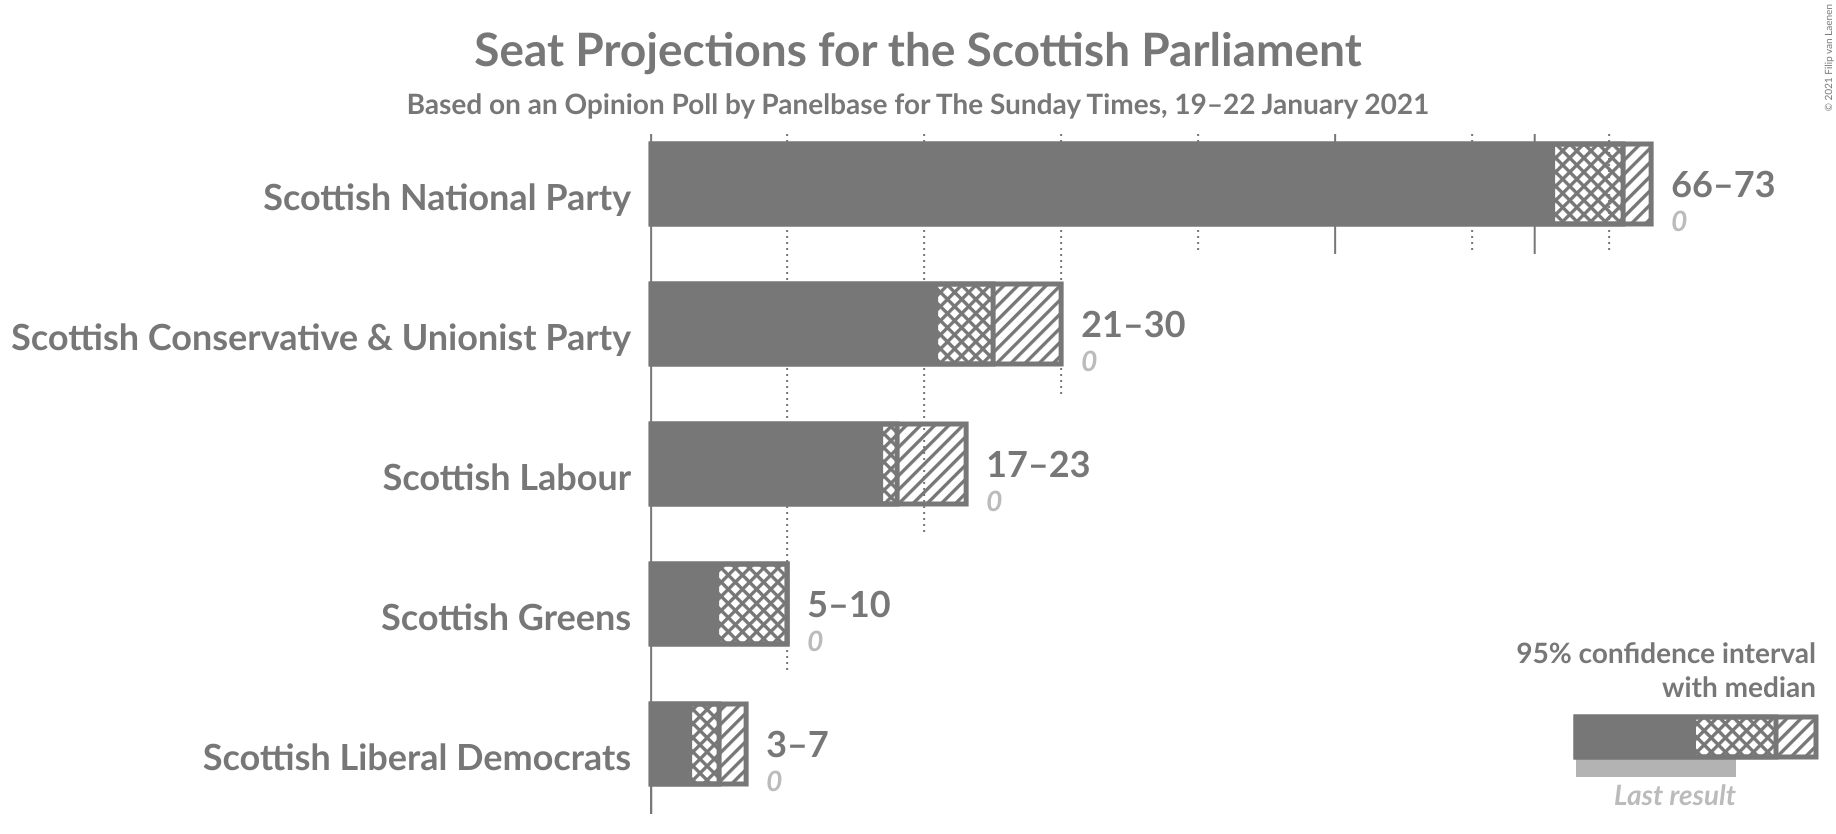 Seat Projections for the Scottish Parliament
Based on an Opinion Poll by Panelbase for The Sunday Times, 19–22 January 2021
© 2021 Filip van Laenen
Scottish National Party
66–73
0
Scottish Conservative & Unionist Party
21–30
0
Scottish Labour
17–23
0
Scottish Greens
5–10
0
Scottish Liberal Democrats
3–7
0
95% confidence interval
with median
Last result